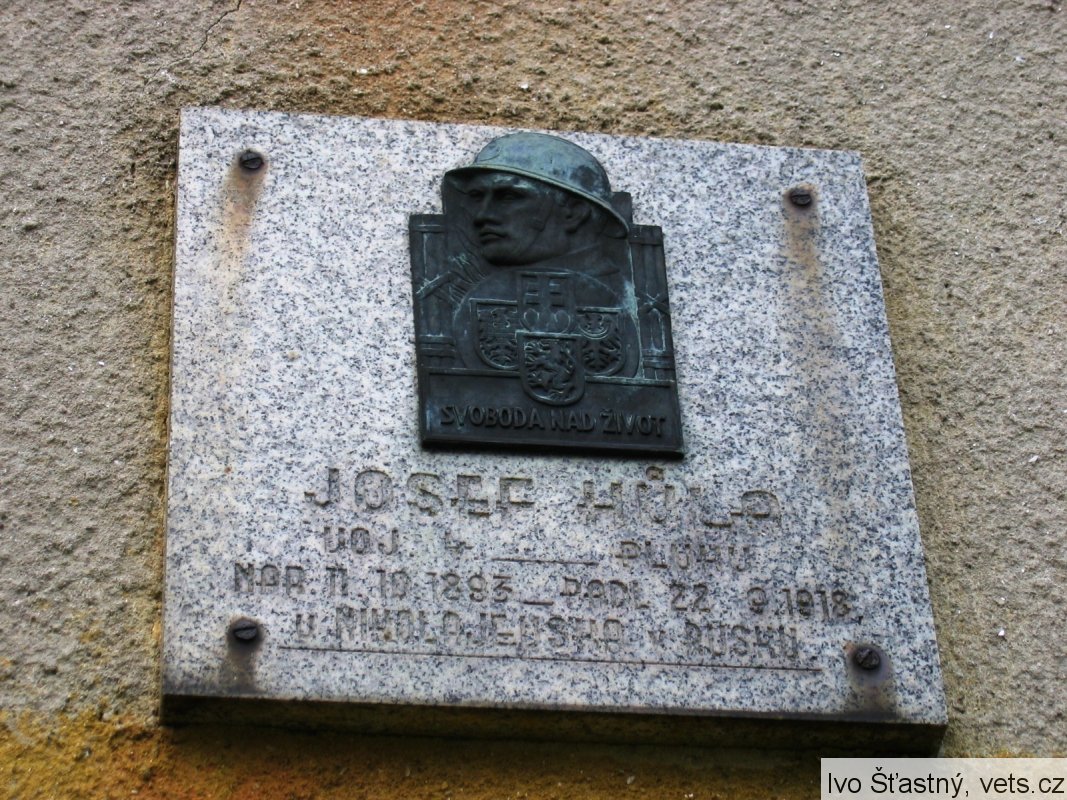 SVOBODA NAD ŽIVOT
JOSEF HŮLA
VOJ. 4. PLUKU
NAR. 11. 10. 1893 — PADL 22. 9. 1918
U NIKOLAJEVSKA V RUSKU
Ivo Šťastný, vets.cz